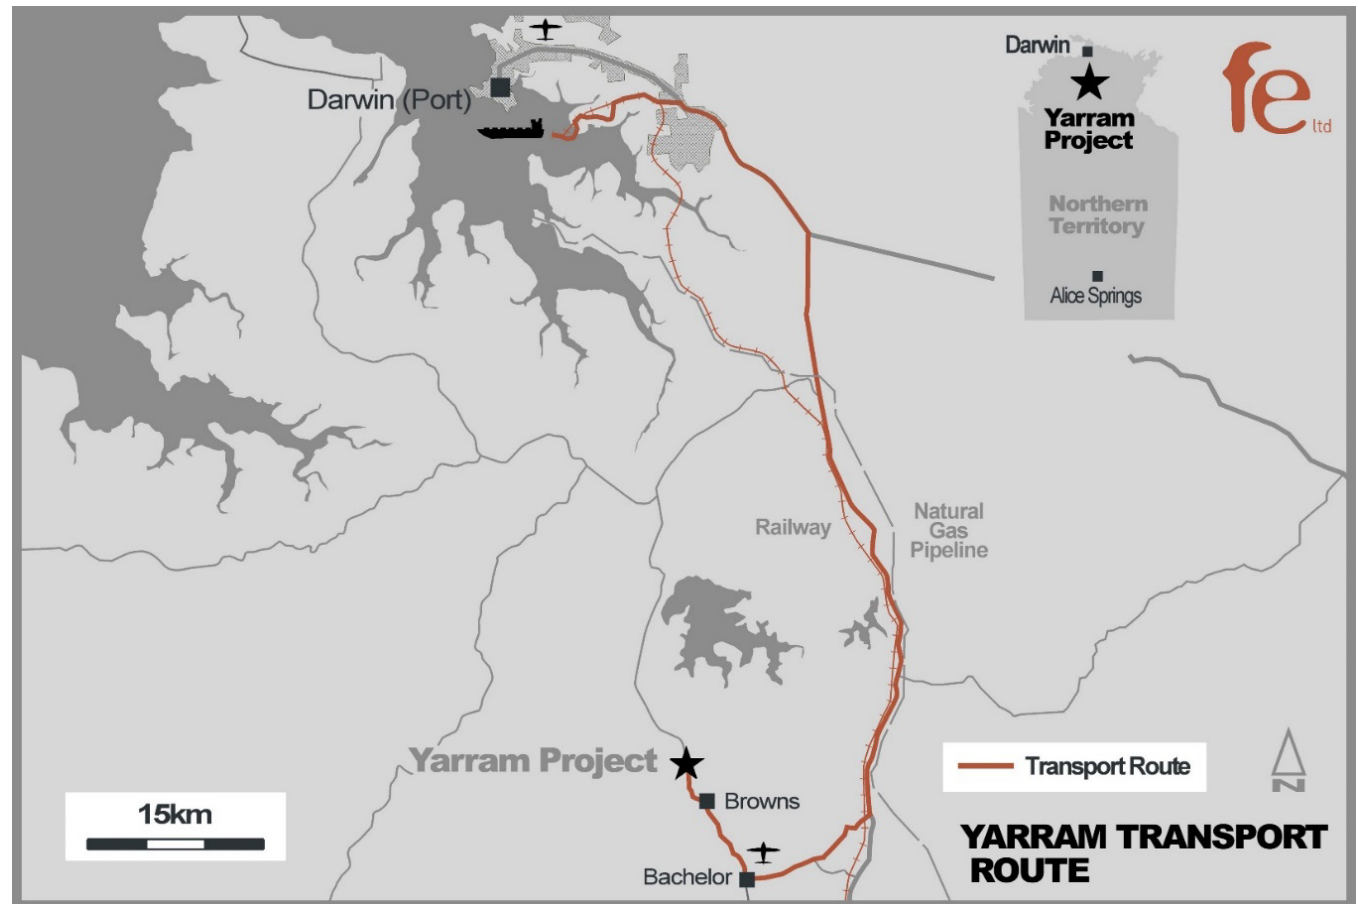 Darwin (Port)
Darwin
Yarram
Project
Northern
Territory
Alice Springs
fe ltd
Railway
Natural
Gas
Pipeline
Yarram Project
Browns
Bachelor
15km
Transport Route
N
YARRAM TRANSPORT
ROUTE